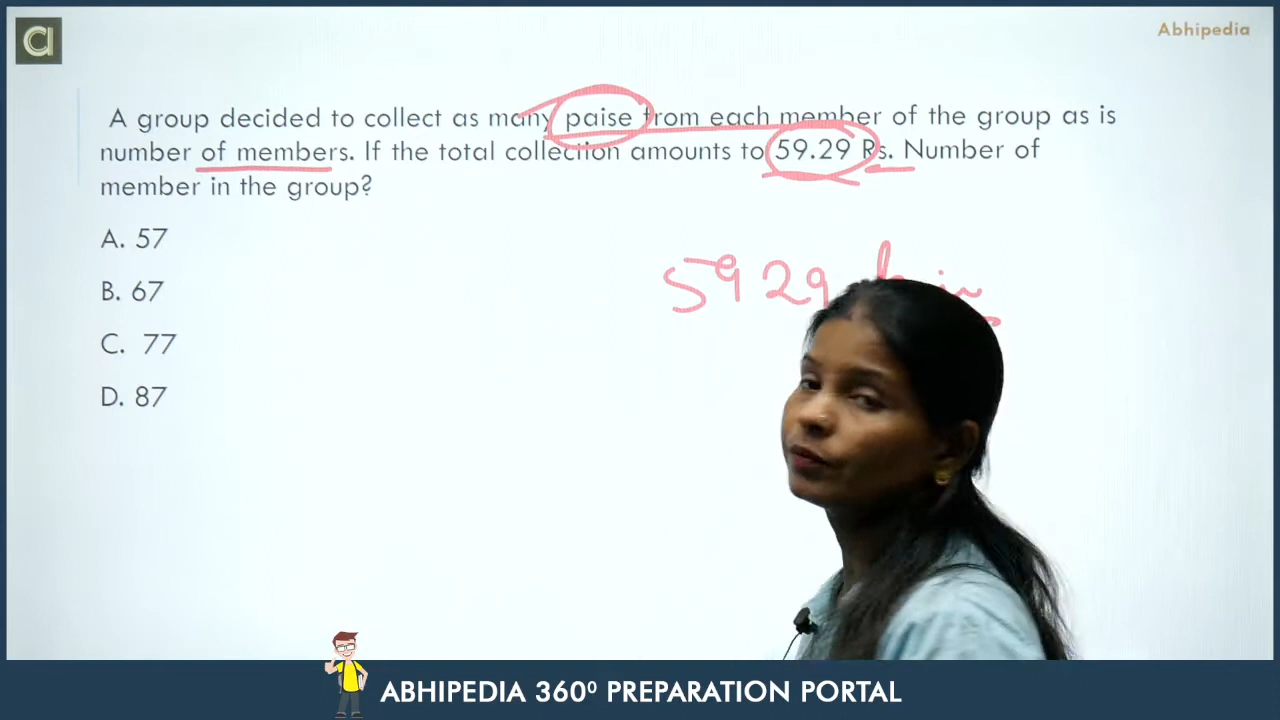 Abhipedia
A group decided to collect as many paise from each member of the group as is
number of members. If the total collection amounts to 59.29 Rs. Number of
member in the group?
5929
A. 57
B. 67
C. 77
D. 87
ABHIPEDIA 360⁰ PREPARATION PORTAL